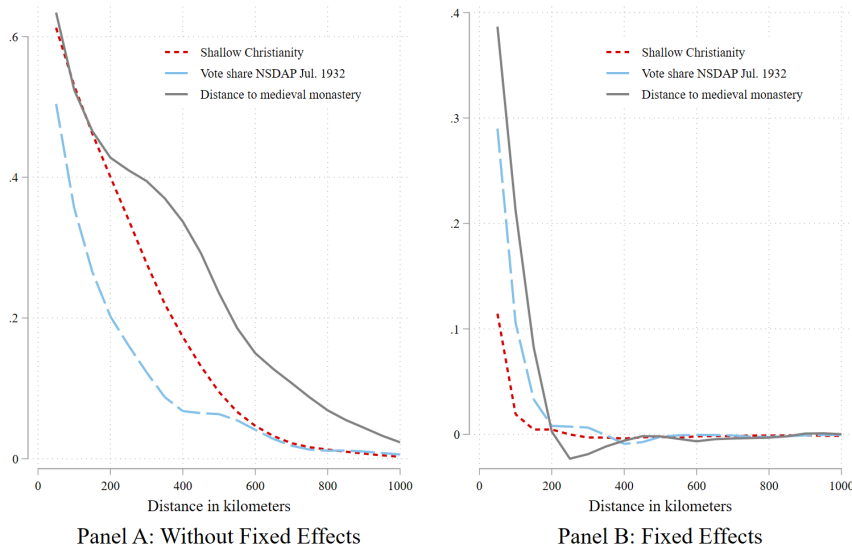 .6
.4
.2
0
Shallow Christianity
Vote share NSDAP Jul. 1932
Distance to medieval monastery
0 200 400 600 800 1000
Distance in kilometers
Panel A: Without Fixed Effects
.4
.3
.2
.1
0
Shallow Christianity
Vote share NSDAP Jul. 1932
Distance to medieval monastery
0 200 400 600 800 1000
Distance in kilometers
Panel B: Fixed Effects